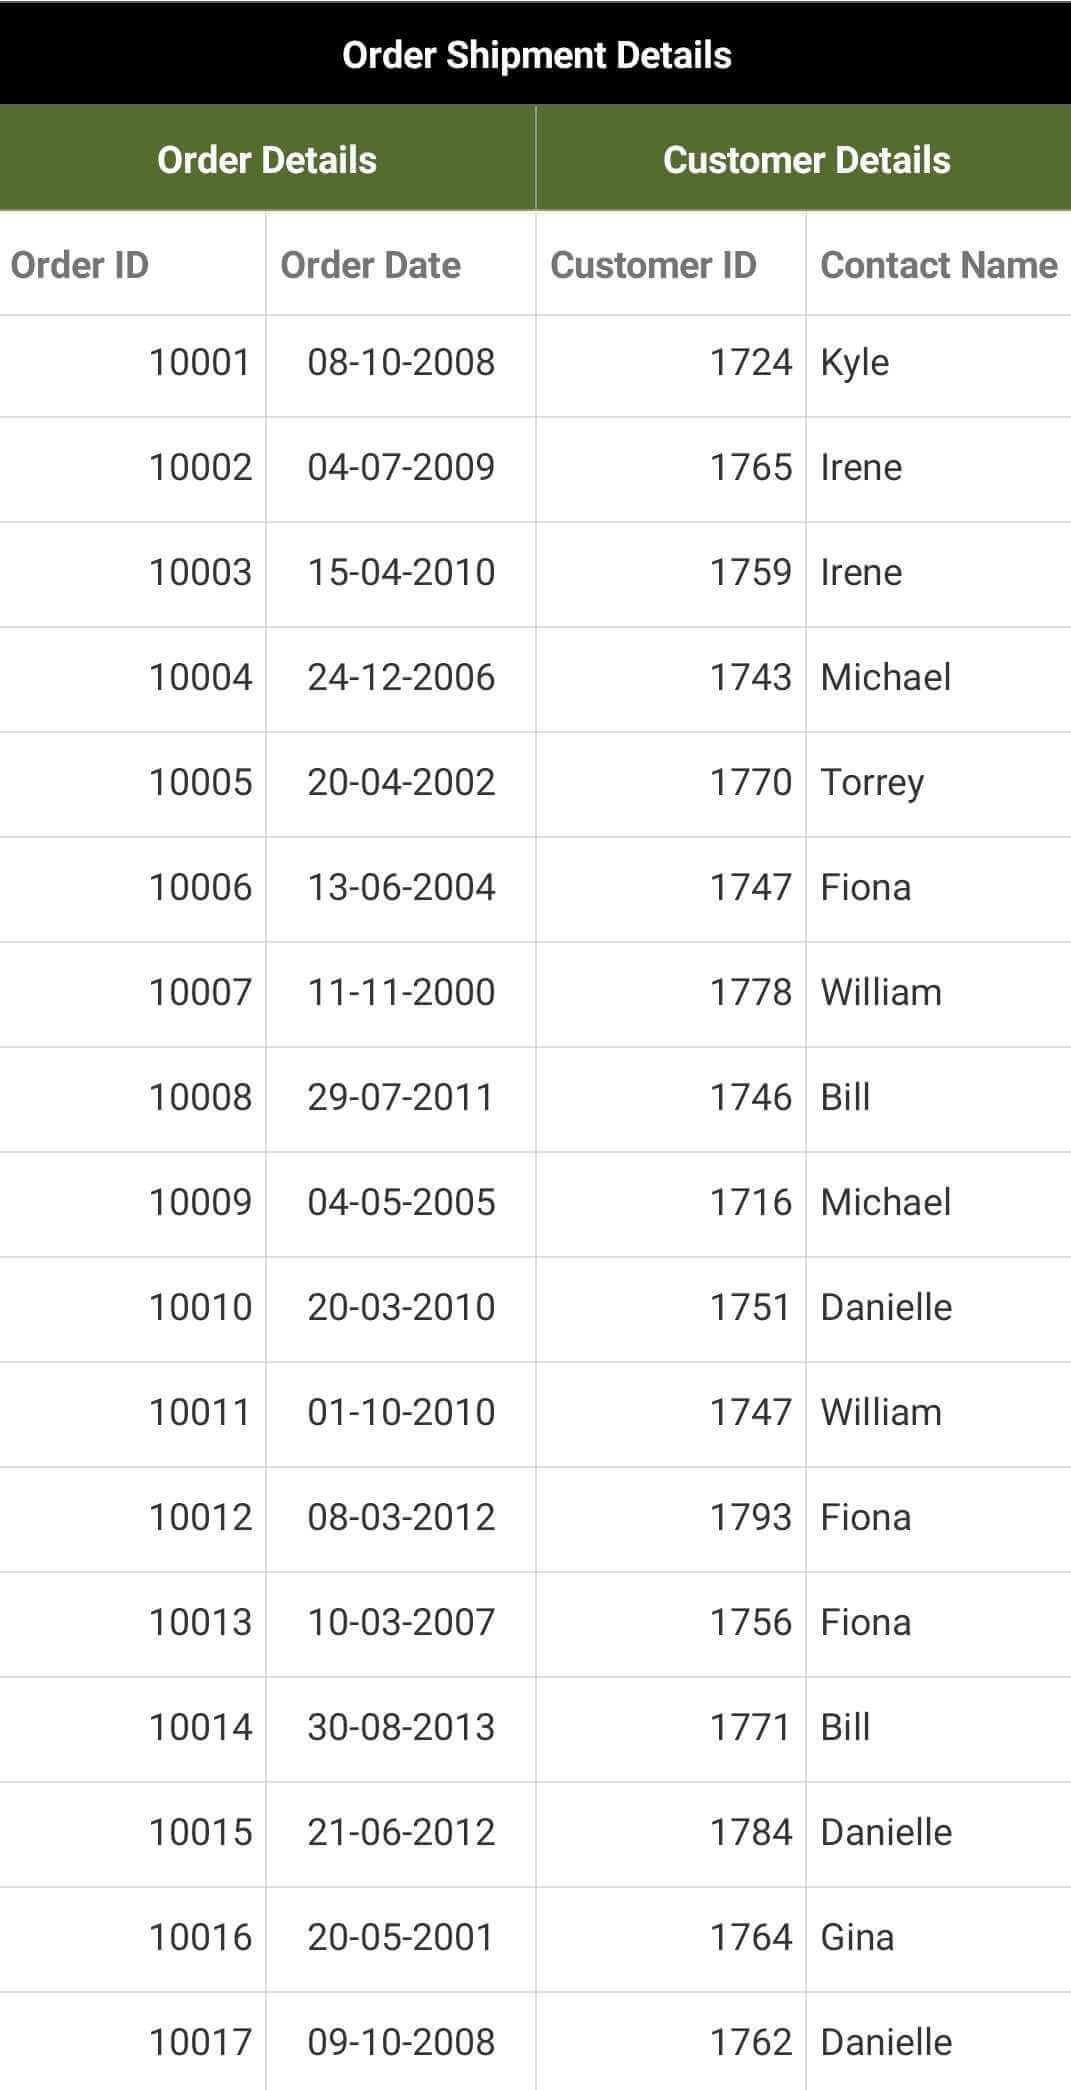 Order Shipment Details
Order Details Customer Details
Order ID Order Date Customer ID Contact Name
10001 08-10-2008 1724 Kyle
10002 04-07-2009 1765 Irene
10003 15-04-2010 1759 Irene
10004 24-12-2006 1743 Michael
10005 20-04-2002 1770 Torrey
10006 13-06-2004 1747 Fiona
10007 11-11-2000 1778 William
10008 29-07-2011 1746 Bill
10009 04-05-2005 1716 Michael
10010 20-03-2010 1751 Danielle
10011 01-10-2010 1747 William
10012 08-03-2012 1793 Fiona
10013 10-03-2007 1756 Fiona
10014 30-08-2013 1771 Bill
10015 21-06-2012 1784 Danielle
10016 20-05-2001 1764 Gina
10017 09-10-2008 1762 Danielle